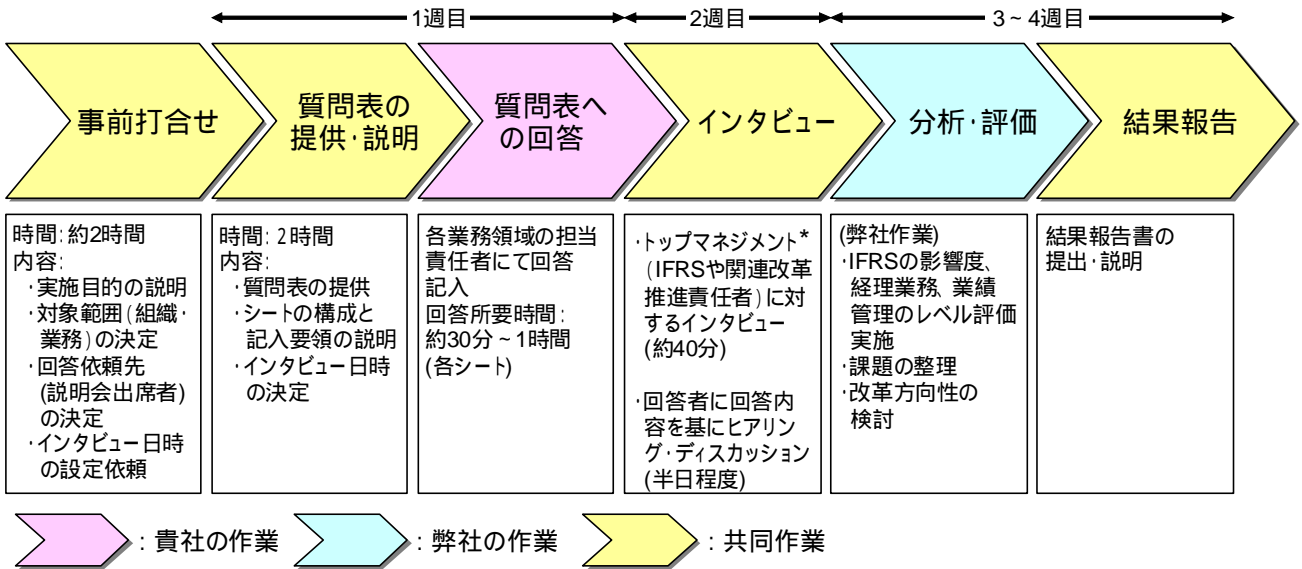 1週目
2週目
3~4週目
事前打合せ
質問表の
提供・説明
質問表へ
の回答
インタビュー
分析・評価
結果報告
時間:約2時間
内容:
・実施目的の説明
・対象範囲(組織・
業務)の決定
・回答依頼先
(説明会出席者)
の決定
・インタビュー日時
の設定依頼
時間:2時間
内容:
・質問表の提供
・シートの構成と
記入要領の説明
・インタビュー日時
の決定
各業務領域の担当
責任者にて回答
記入
回答所要時間:
約30分~1時間
(各シート)
・トップマネジメント*
(IFRSや関連改革
推進責任者)に対
するインタビュー
(約40分)
・回答者に回答内
容を基にヒアリン
グ・ディスカッション
(半日程度)
(弊社作業)
・IFRSの影響度、
経理業務、業績
管理のレベル評価
実施
・課題の整理
・改革方向性の
検討
結果報告書の
提出・説明
:貴社の作業
:弊社の作業
:共同作業